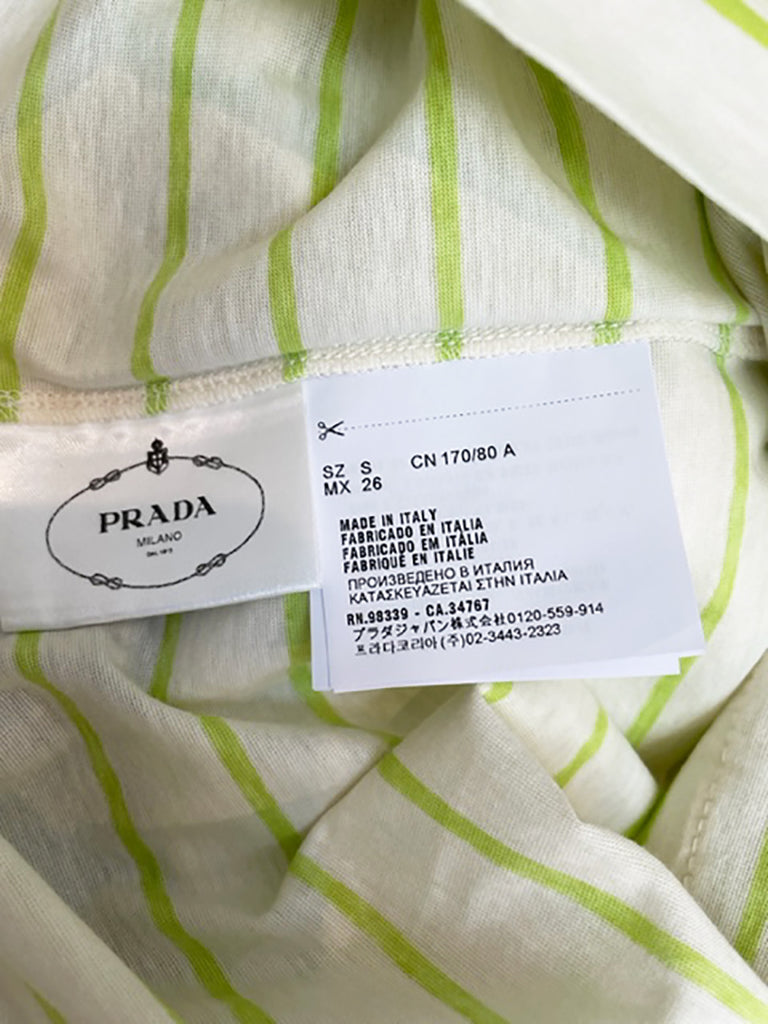 PRADA
MILANO
DAL 1913
SZ S CN 170/80 A
MX 26
MADE IN ITALY
FABRICADO EN ITALIA
FABRICADO EM ITÁLIA
FABRIQUÉ EN ITALIE
ПРОИЗВЕДЕНО В ИТАЛИЯ
ΚΑΤΑΣΚΕΥΑΖΕΤΑΙ ΣΤΗΝ ΙΤΑΛΙΑ
RN.98339 - CA.34767
プラダジャパン株式会社0120-559-914
프라다코리아(주)02-3443-2323